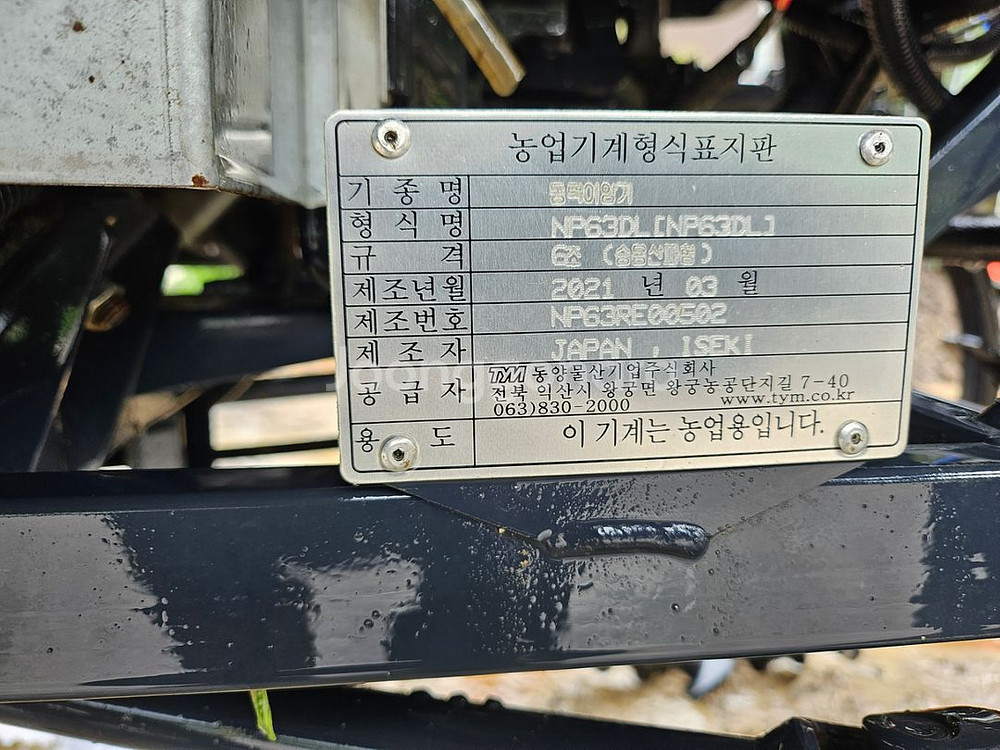 농업기계형식표지판
기 종 명 동력이앙기
형 식 명 NP63DL[NP63DL]
규 격 6조 (승용산파형)
제조년월 2021 년 03 월
제조번호 NP63RE00502
제 조 자 JAPAN , ISEKI
공 급 자 TYM 동양물산기업주식회사
전북 익산시 왕궁면 왕궁농공단지길 7-40
063)830-2000 www.tym.co.kr
용 도 이 기계는 농업용입니다.